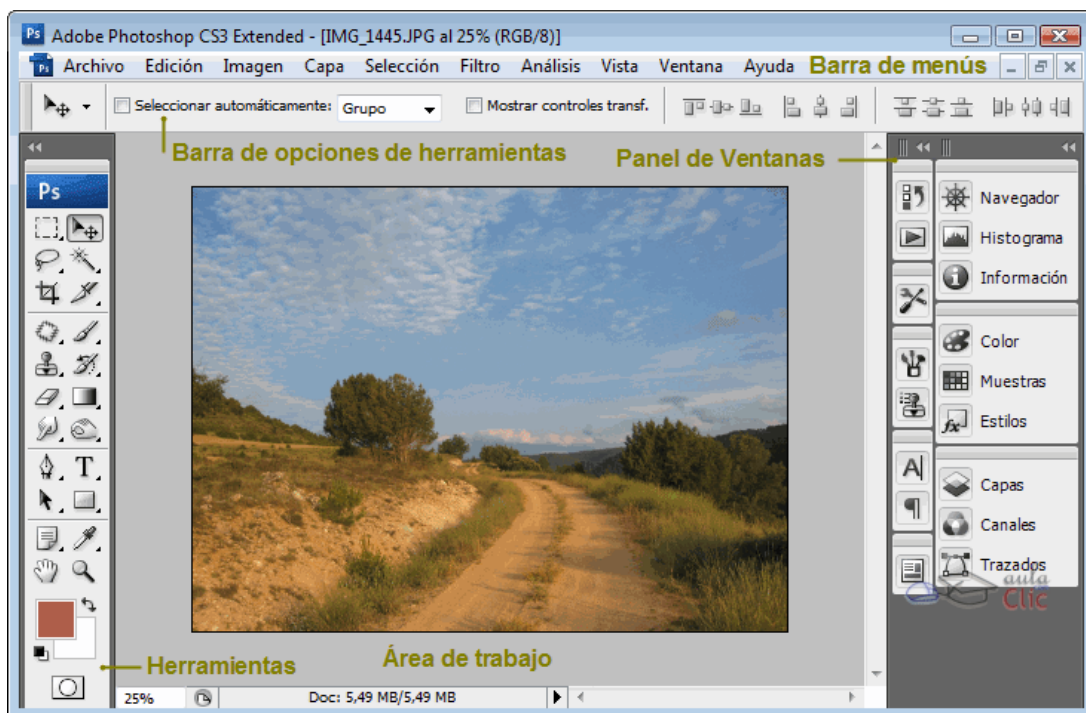 Ps Adobe Photoshop CS3 Extended - [IMG_1445.JPG al 25% (RGB/8)]
Ps Archivo Edición Imagen Capa Selección Filtro Análisis Vista Ventana Ayuda Barra de menús
Seleccionar automáticamente: Grupo Mostrar controles transf.
Barra de opciones de herramientas
Panel de Ventanas
Ps
Navegador
Histograma
Información
Color
Muestras
Estilos
Capas
Canales
Trazados
aula
Clic
Herramientas
Área de trabajo
25% Doc: 5,49 MB/5,49 MB